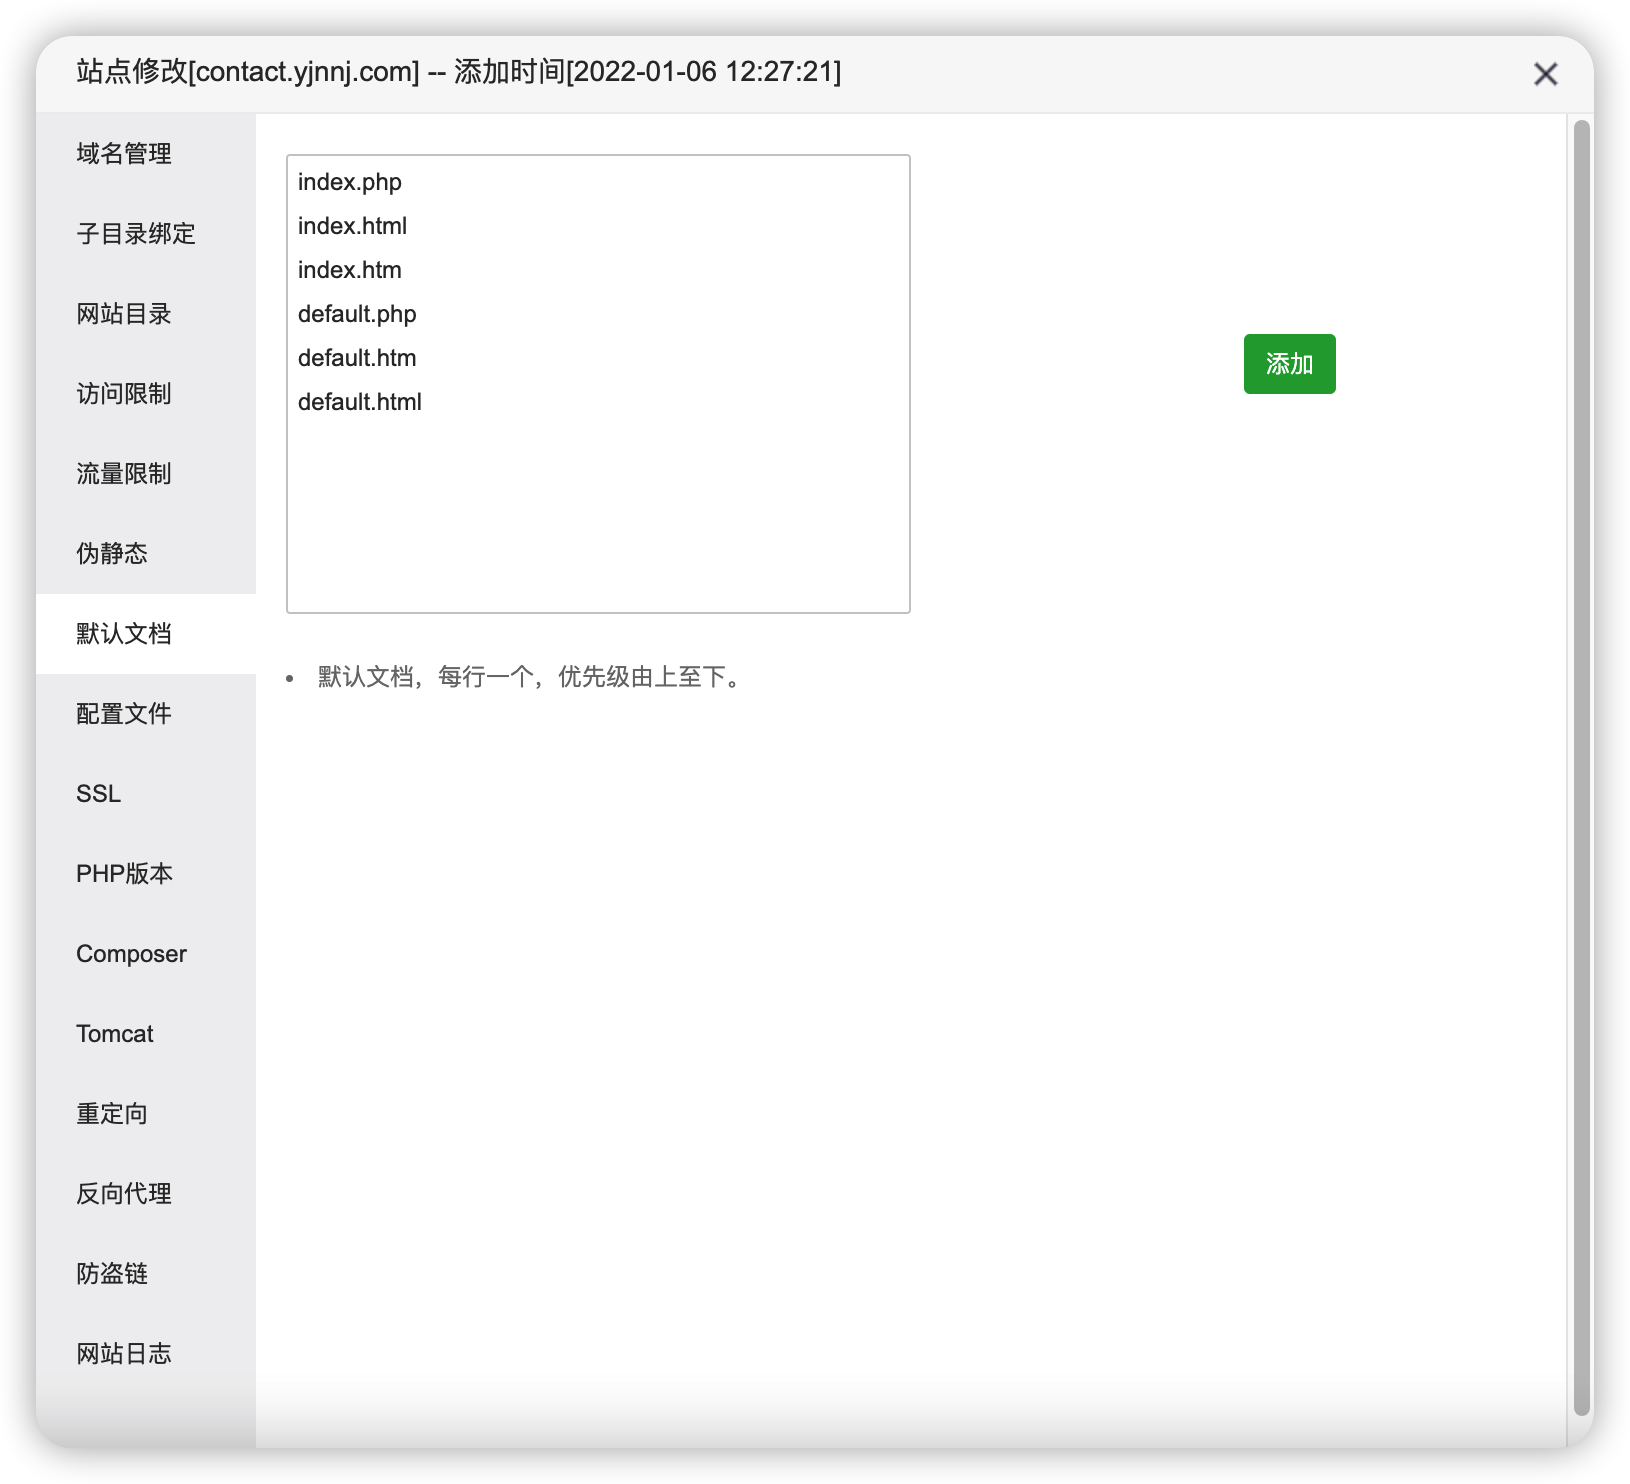 站点修改[contact.yjnnj.com] -- 添加时间[2022-01-06 12:27:21]
域名管理
子目录绑定
网站目录
访问限制
流量限制
伪静态
默认文档
配置文件
SSL
PHP版本
Composer
Tomcat
重定向
反向代理
防盗链
网站日志
index.php
index.html
index.htm
default.php
default.htm
default.html
添加
• 默认文档，每行一个，优先级由上至下。